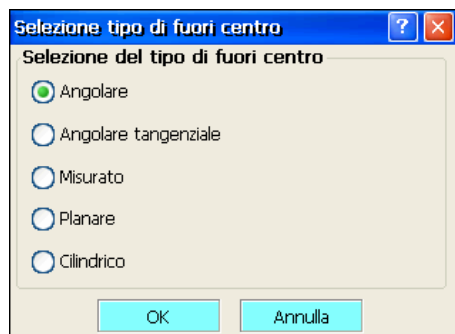 Selezione tipo di fuori centro ?
Selezione del tipo di fuori centro
Angolare
Angolare tangenziale
Misurato
Planare
Cilindrico
OK Annulla